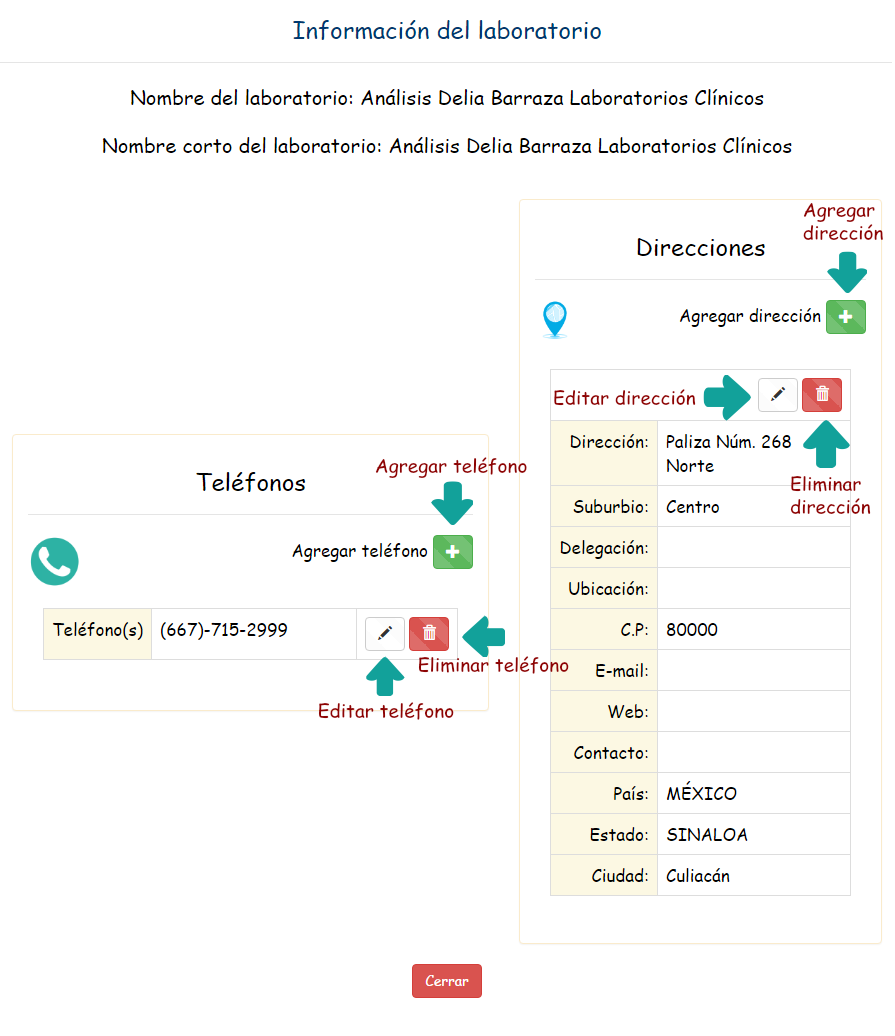 Información del laboratorio
Nombre del laboratorio: Análisis Delia Barraza Laboratorios Clínicos
Nombre corto del laboratorio: Análisis Delia Barraza Laboratorios Clínicos
Teléfonos
Agregar teléfono
Agregar teléfono
Teléfono(s) (667)-715-2999
Eliminar teléfono
Editar teléfono
Agregar
dirección
Direcciones
Agregar dirección
Editar dirección
Eliminar
dirección
Dirección: Paliza Núm. 268
Norte
Suburbio: Centro
Delegación:
Ubicación:
C.P: 80000
E-mail:
Web:
Contacto:
País: MÉXICO
Estado: SINALOA
Ciudad: Culiacán
Cerrar